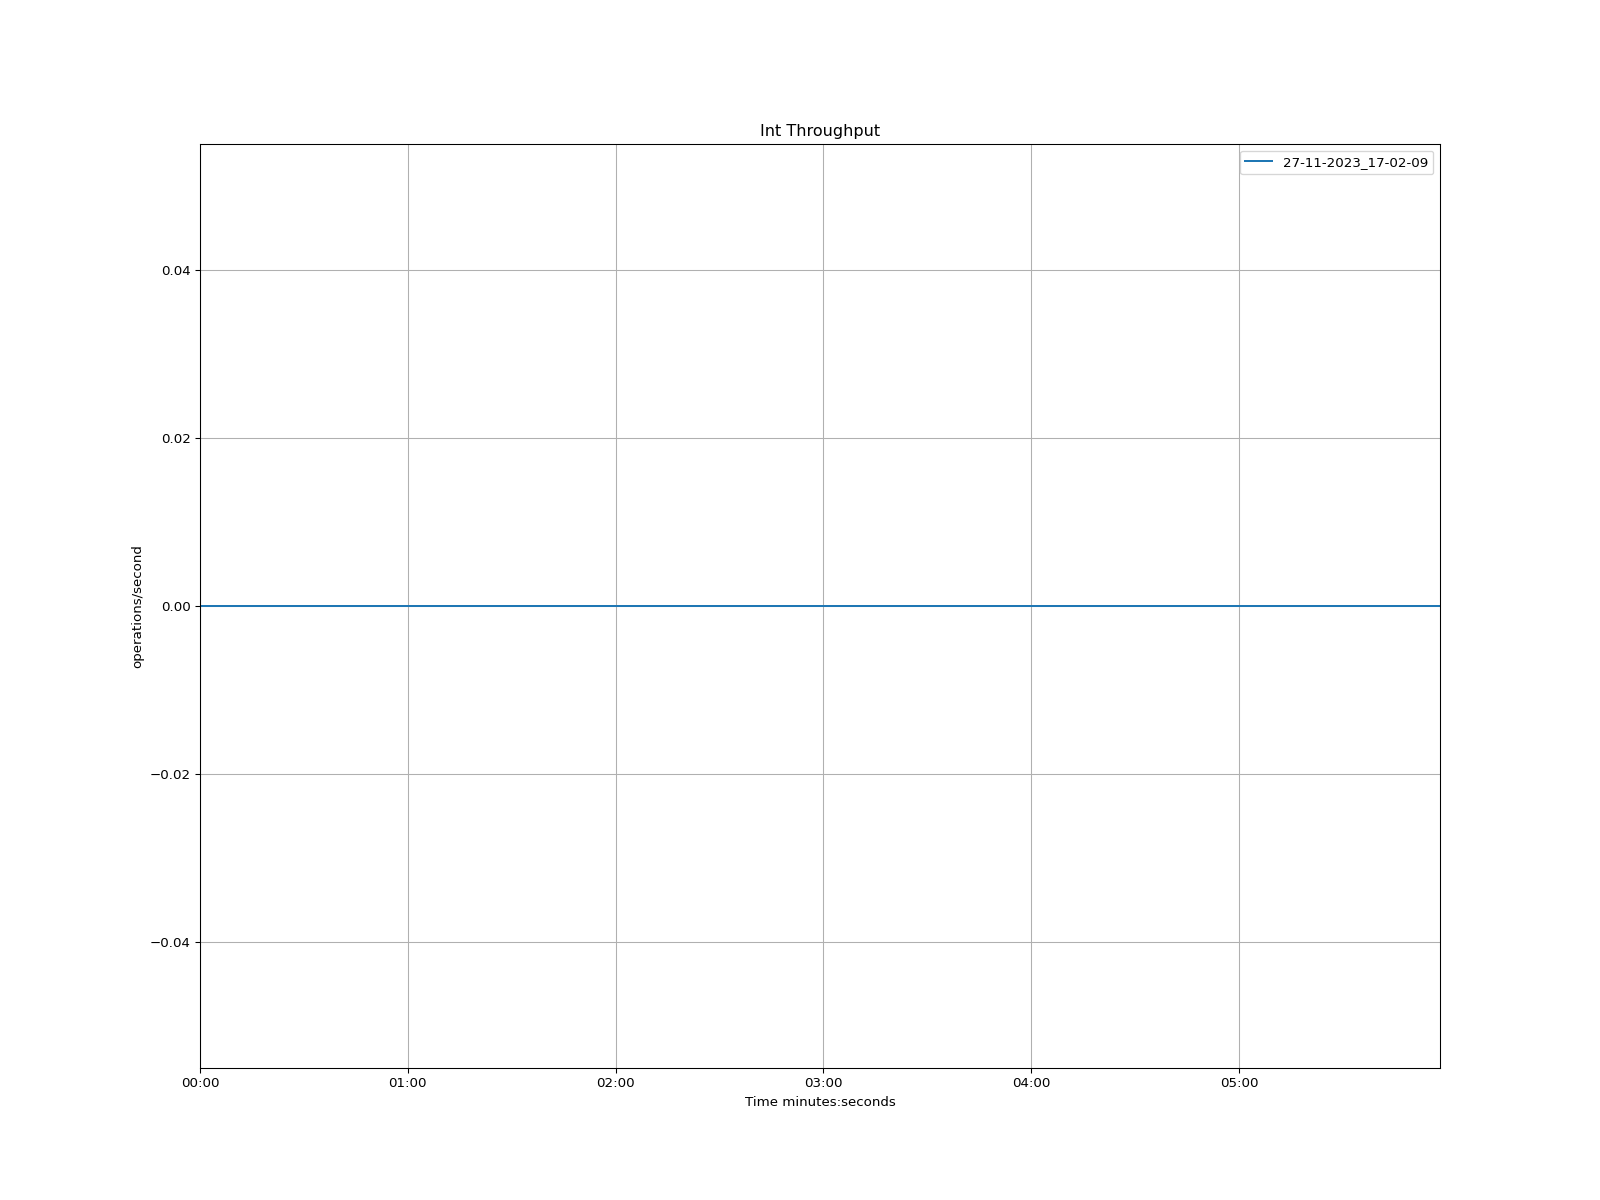 Int Throughput
27-11-2023_17-02-09
0.04
0.02
0.00
−0.02
−0.04
operations/second
00:00 01:00 02:00 03:00 04:00 05:00
Time minutes:seconds